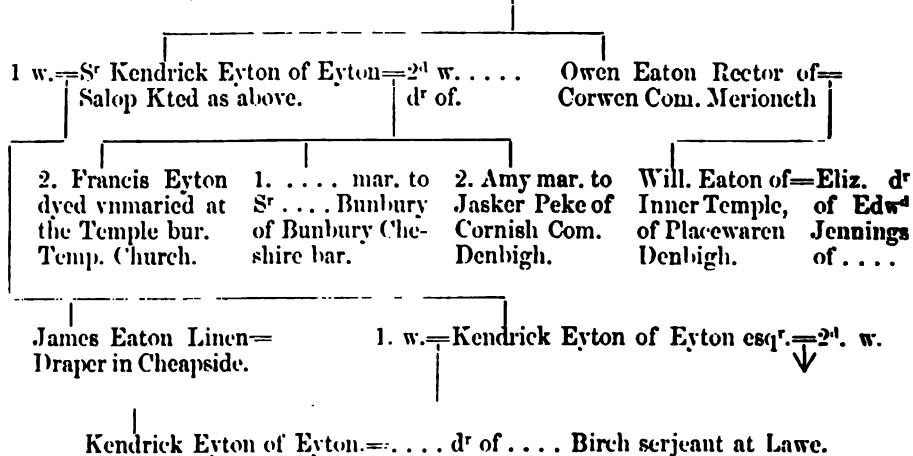 1 w.=Sʳ Kendrick Eyton of Eyton=2ᵈ w. . . . .
Salop Kted as above.
dʳ of.
Owen Eaton Rector of=
Corwen Com. Merioneth
2. Francis Eyton
dyed vnmaried at
the Temple bur.
Temp. Church.
1. . . . . mar. to
Sʳ . . . . Bunbury
of Bunbury Che-
shire bar.
2. Amy mar. to
Jasker Peke of
Cornish Com.
Denbigh.
Will. Eaton of=Eliz. dʳ
Inner Temple, of Edwᵈ
of Placewaren Jennings
Denbigh. of . . . .
James Eaton Linen=
Draper in Cheapside.
1. w.=Kendrick Eyton of Eyton esqʳ.=2ᵈ. w.
Kendrick Eyton of Eyton.=. . . . dʳ of . . . . Birch serjeant at Lawe.